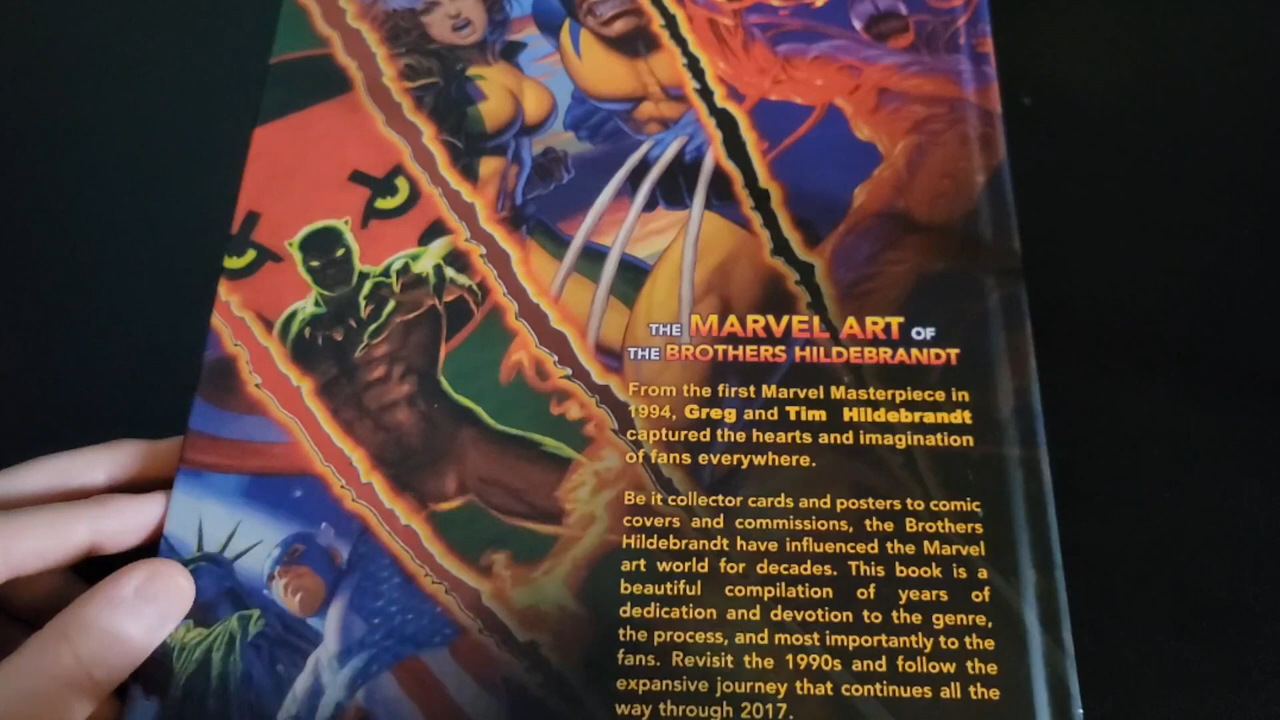 THE MARVEL ART OF
THE BROTHERS HILDEBRANDT
From the first Marvel Masterpiece in
1994, Greg and Tim Hildebrandt
captured the hearts and imagination
of fans everywhere.
Be it collector cards and posters to comic
covers and commissions, the Brothers
Hildebrandt have influenced the Marvel
art world for decades. This book is a
beautiful compilation of years of
dedication and devotion to the genre,
the process, and most importantly to the
fans. Revisit the 1990s and follow the
expansive journey that continues all the
way through 2017.